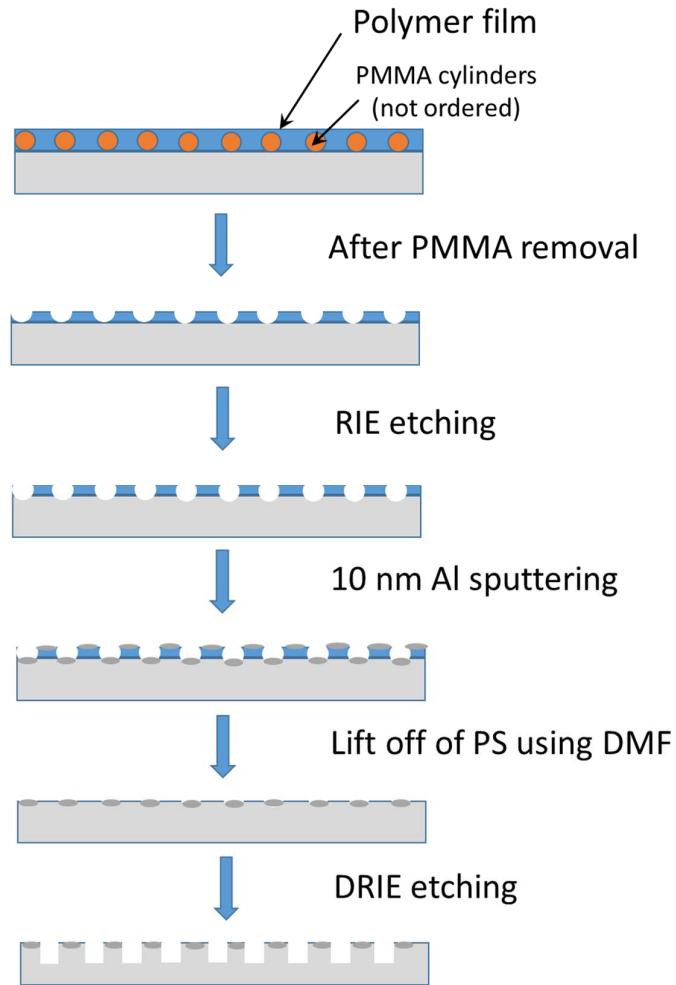 Polymer film
PMMA cylinders
(not ordered)
After PMMA removal
RIE etching
10 nm Al sputtering
Lift off of PS using DMF
DRIE etching